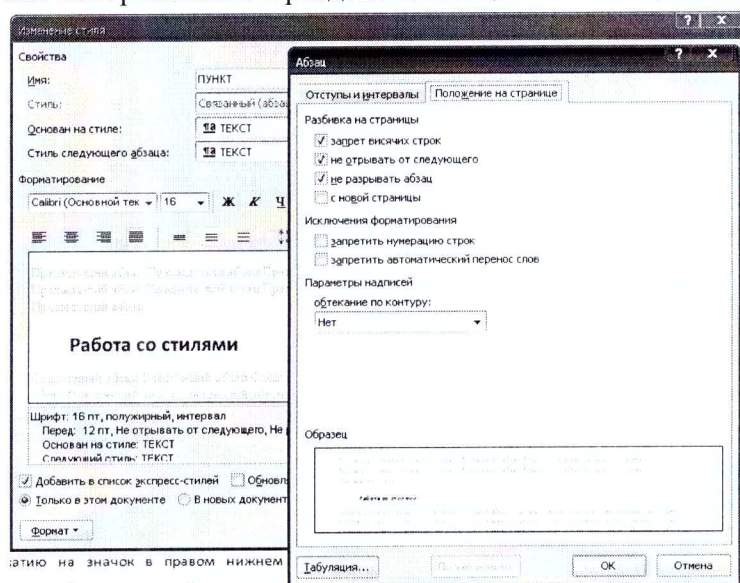 Изменение стиля
Свойства
Имя: ПУНКТ
Стиль: Связанный (абзац
Основан на стиле: ¶a ТЕКСТ
Стиль следующего абзаца: ¶a ТЕКСТ
Форматирование
Calibri (Основной тек 16 Ж К Ч
Работа со стилями
Шрифт: 16 пт, полужирный, интервал
Перед: 12 пт, Не отрывать от следующего, Не
Основан на стиле: ТЕКСТ
Следующий стиль: ТЕКСТ
Добавить в список экспресс-стилей Обновл
Только в этом документе В новых документ
Формат
Абзац
Отступы и интервалы Положение на странице
Разбивка на страницы
запрет висячих строк
не отрывать от следующего
не разрывать абзац
с новой страницы
Исключения форматирования
запретить нумерацию строк
запретить автоматический перенос слов
Параметры надписей
обтекание по контуру:
Нет
Образец
Работа со стилями
Табуляция... ОК Отмена
катию на значок в правом нижнем